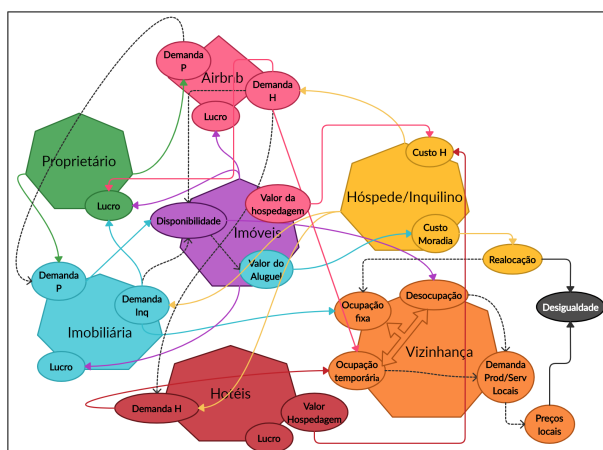 Demanda
P
Airbnb
Demanda
H
Lucro
Proprietário
Lucro
Custo H
Hóspede/Inquilino
Custo
Moradia
Valor da
hospedagem
Disponibilidade
Imóveis
Valor do
Aluguel
Realocação
Demanda
P
Demanda
Inq
Imobiliária
Lucro
Desocupação
Ocupação
fixa
Desigualdade
Vizinhança
Ocupação
temporária
Demanda
Prod/Serv
Locais
Hotéis
Demanda H
Valor
Hospedagem
Lucro
Preços
locais